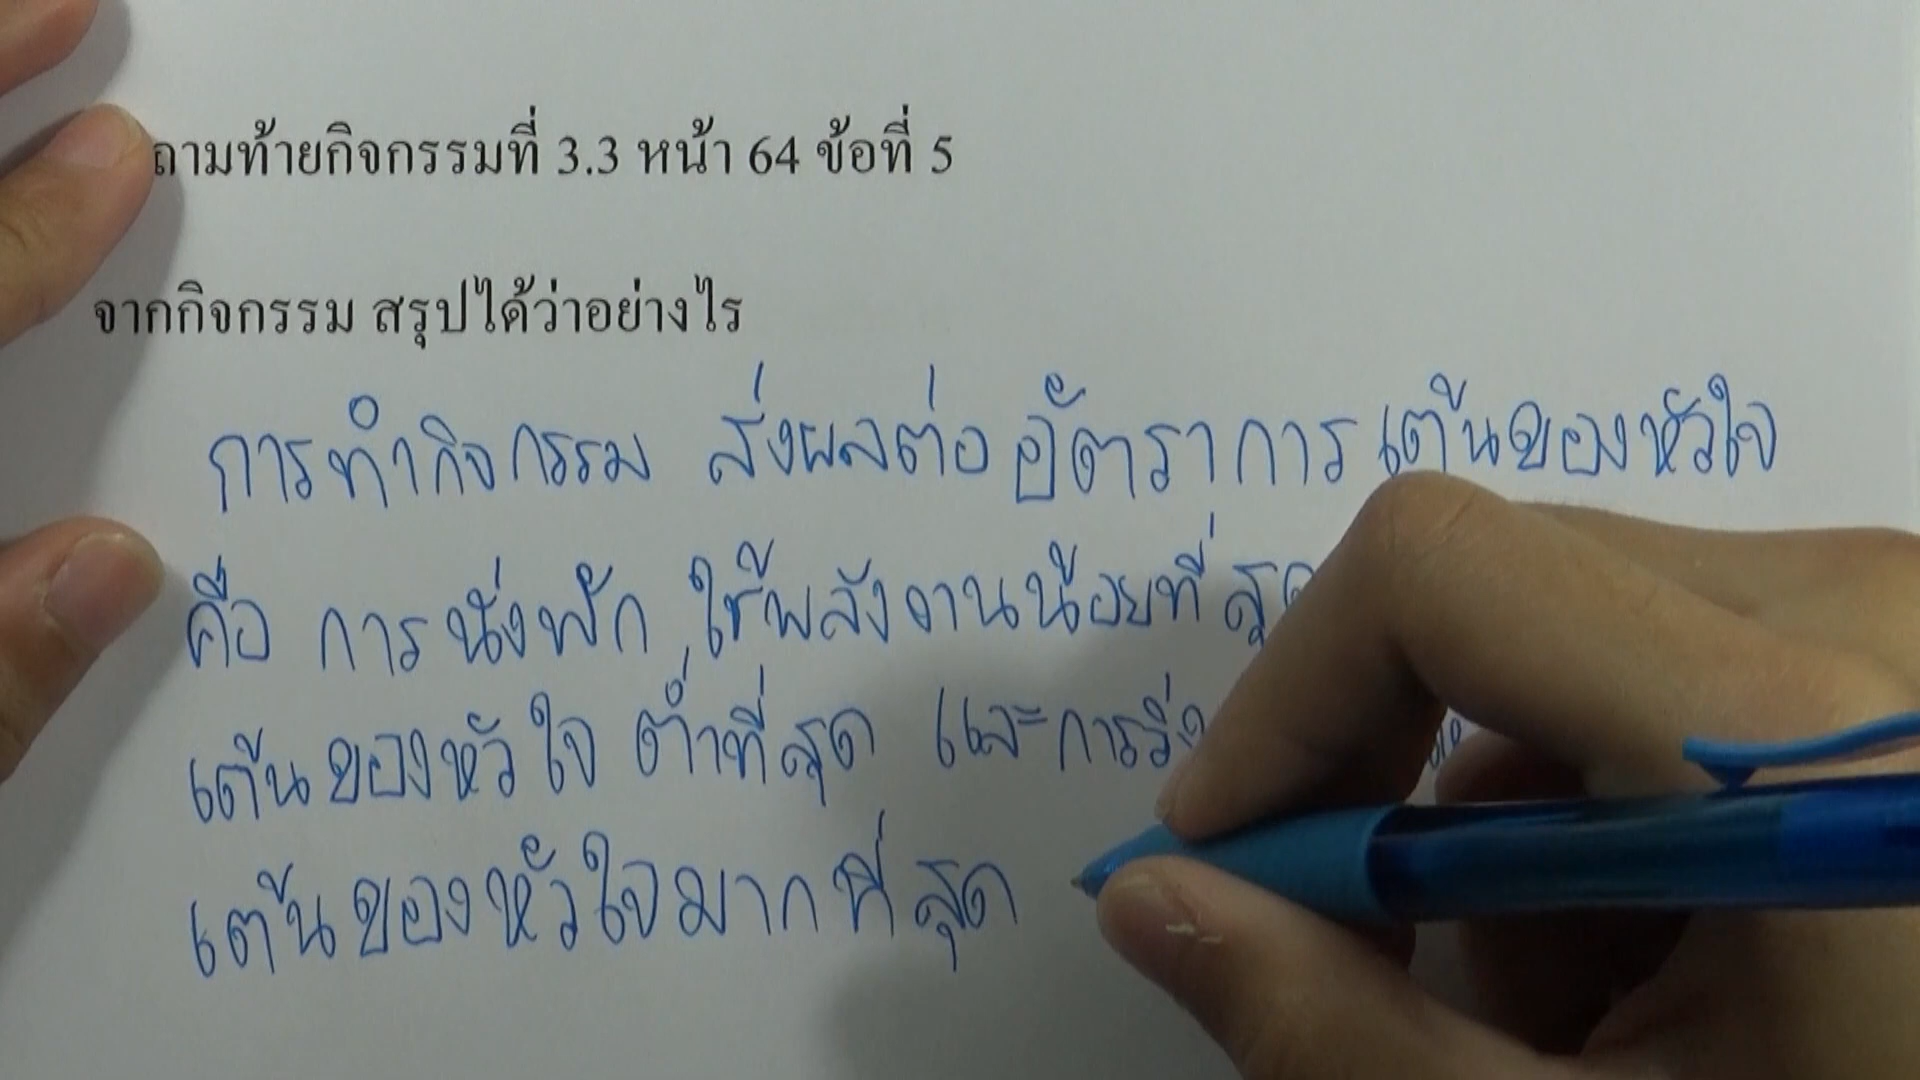 ถามท้ายกิจกรรมที่ 3.3 หน้า 64 ข้อที่ 5
จากกิจกรรม สรุปได้ว่าอย่างไร
การทำกิจกรรม ส่งผลต่ออัตราการเต้นของหัวใจ
คือ การนั่งพัก ใช้พลังงานน้อยที่
เต้นของหัวใจ ต่ำที่สุด และการ
เต้นของหัวใจมากที่สุด